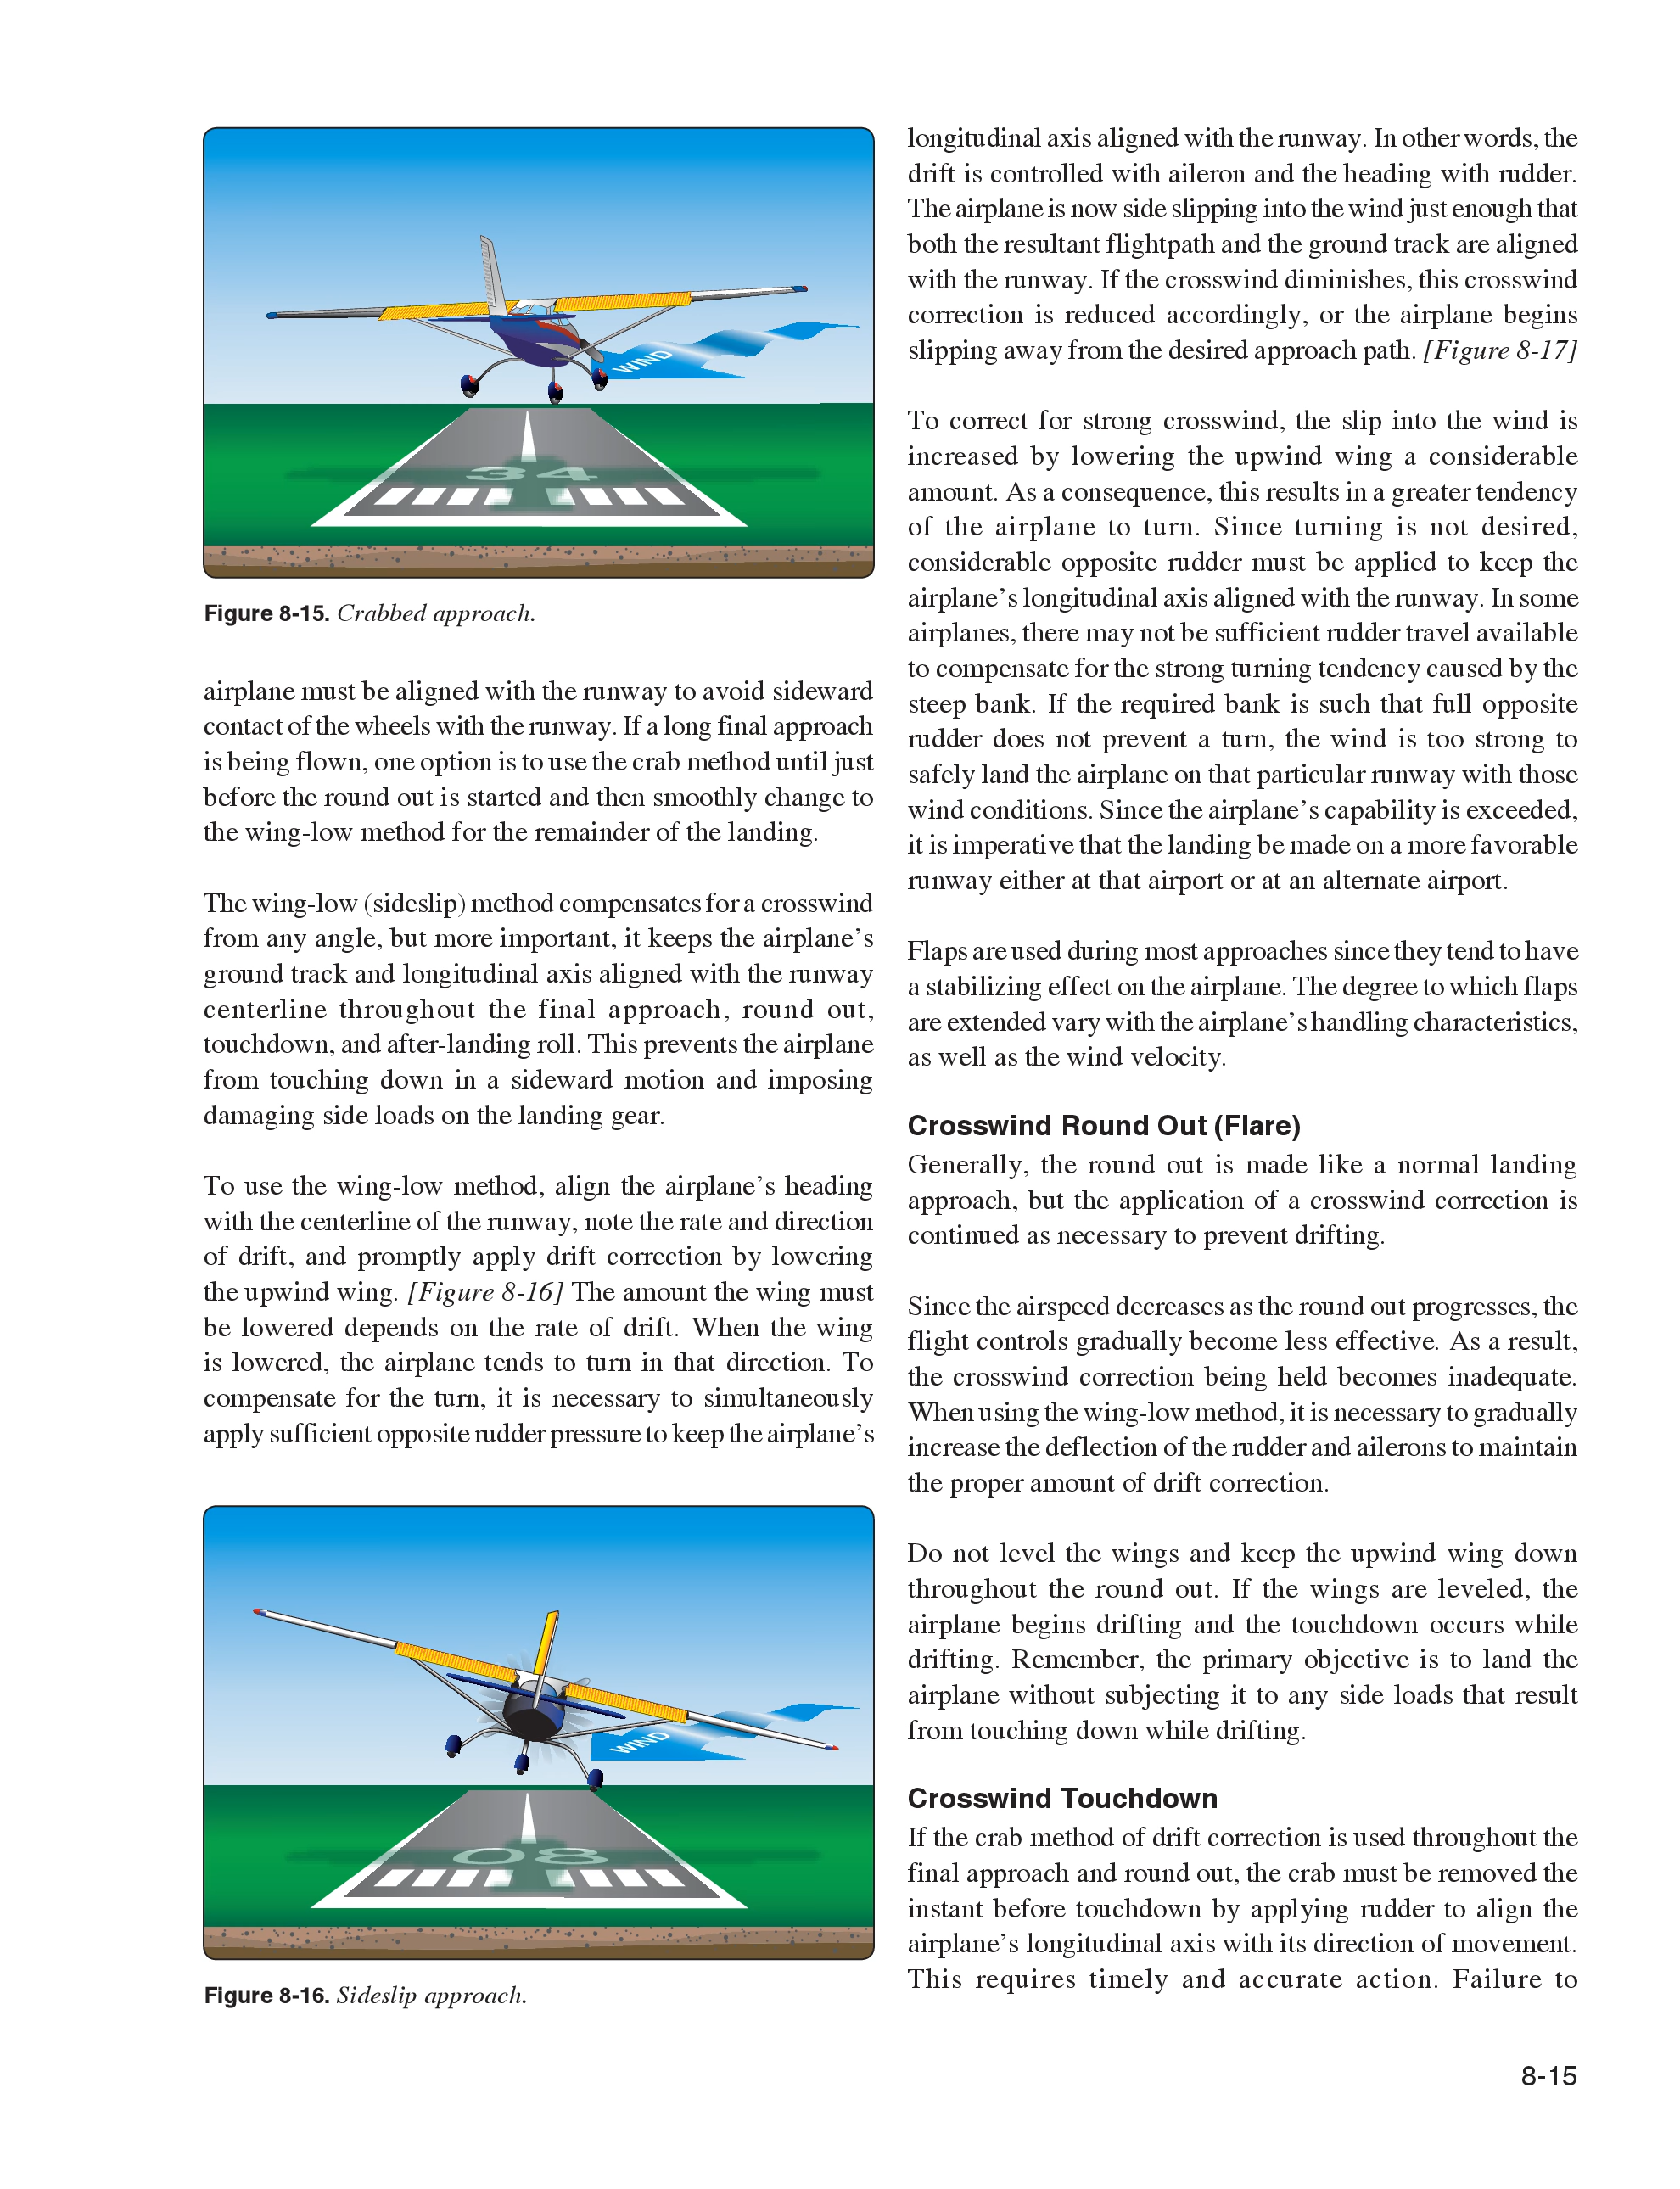 WIND
34
Figure 8-15. Crabbed approach.
airplane must be aligned with the runway to avoid sideward
contact of the wheels with the runway. If a long final approach
is being flown, one option is to use the crab method until just
before the round out is started and then smoothly change to
the wing-low method for the remainder of the landing.
The wing-low (sideslip) method compensates for a crosswind
from any angle, but more important, it keeps the airplane’s
ground track and longitudinal axis aligned with the runway
centerline throughout the final approach, round out,
touchdown, and after-landing roll. This prevents the airplane
from touching down in a sideward motion and imposing
damaging side loads on the landing gear.
To use the wing-low method, align the airplane’s heading
with the centerline of the runway, note the rate and direction
of drift, and promptly apply drift correction by lowering
the upwind wing. [Figure 8-16] The amount the wing must
be lowered depends on the rate of drift. When the wing
is lowered, the airplane tends to turn in that direction. To
compensate for the turn, it is necessary to simultaneously
apply sufficient opposite rudder pressure to keep the airplane’s
WIND
08
Figure 8-16. Sideslip approach.
longitudinal axis aligned with the runway. In other words, the
drift is controlled with aileron and the heading with rudder.
The airplane is now side slipping into the wind just enough that
both the resultant flightpath and the ground track are aligned
with the runway. If the crosswind diminishes, this crosswind
correction is reduced accordingly, or the airplane begins
slipping away from the desired approach path. [Figure 8-17]
To correct for strong crosswind, the slip into the wind is
increased by lowering the upwind wing a considerable
amount. As a consequence, this results in a greater tendency
of the airplane to turn. Since turning is not desired,
considerable opposite rudder must be applied to keep the
airplane’s longitudinal axis aligned with the runway. In some
airplanes, there may not be sufficient rudder travel available
to compensate for the strong turning tendency caused by the
steep bank. If the required bank is such that full opposite
rudder does not prevent a turn, the wind is too strong to
safely land the airplane on that particular runway with those
wind conditions. Since the airplane’s capability is exceeded,
it is imperative that the landing be made on a more favorable
runway either at that airport or at an alternate airport.
Flaps are used during most approaches since they tend to have
a stabilizing effect on the airplane. The degree to which flaps
are extended vary with the airplane’s handling characteristics,
as well as the wind velocity.
Crosswind Round Out (Flare)
Generally, the round out is made like a normal landing
approach, but the application of a crosswind correction is
continued as necessary to prevent drifting.
Since the airspeed decreases as the round out progresses, the
flight controls gradually become less effective. As a result,
the crosswind correction being held becomes inadequate.
When using the wing-low method, it is necessary to gradually
increase the deflection of the rudder and ailerons to maintain
the proper amount of drift correction.
Do not level the wings and keep the upwind wing down
throughout the round out. If the wings are leveled, the
airplane begins drifting and the touchdown occurs while
drifting. Remember, the primary objective is to land the
airplane without subjecting it to any side loads that result
from touching down while drifting.
Crosswind Touchdown
If the crab method of drift correction is used throughout the
final approach and round out, the crab must be removed the
instant before touchdown by applying rudder to align the
airplane’s longitudinal axis with its direction of movement.
This requires timely and accurate action. Failure to
8-15